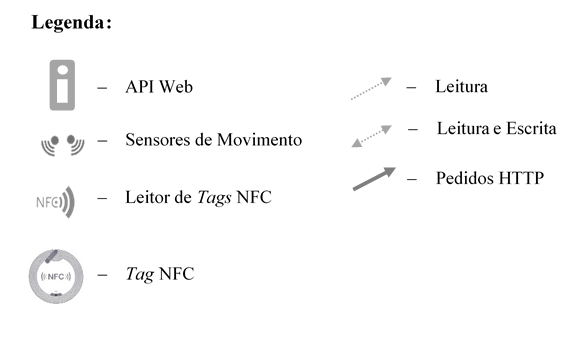 Legenda:
– API Web
– Sensores de Movimento
NFC – Leitor de Tags NFC
NFC – Tag NFC
– Leitura
– Leitura e Escrita
– Pedidos HTTP